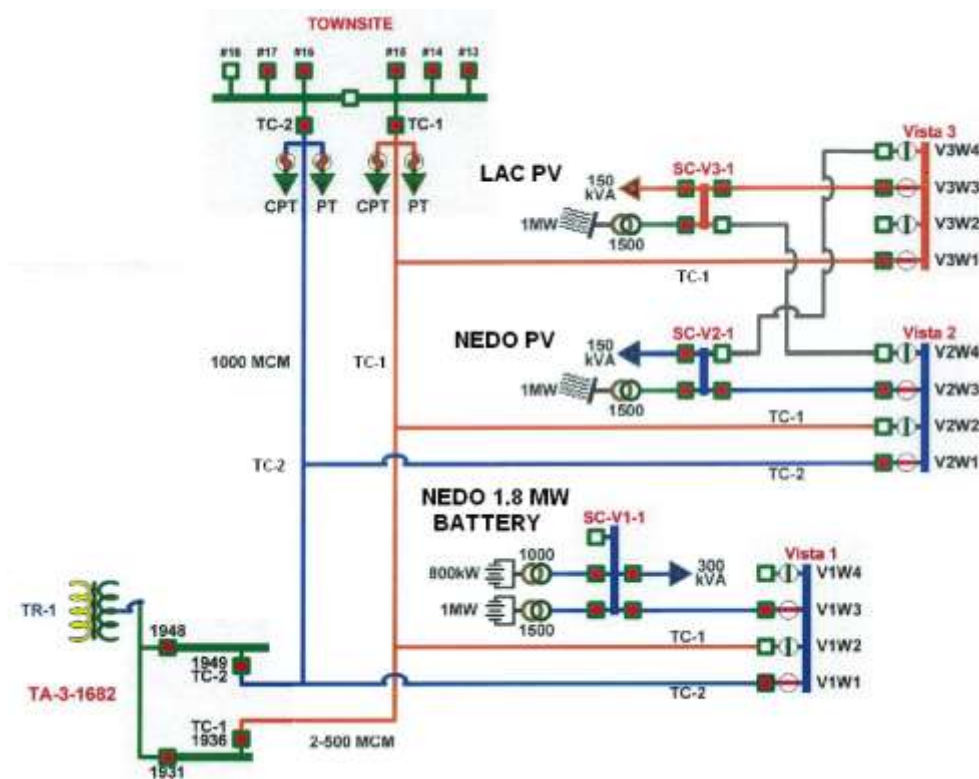 TOWNSITE
#18 #17 #16 #15 #14 #13
TC-2 TC-1
CPT PT CPT PT
Vista 3
LAC PV
SC-V3-1
V3W4
150
kVA
V3W3
1MW
1500
V3W2
TC-1
V3W1
NEDO PV
SC-V2-1
Vista 2
1000 MCM
TC-1
150
kVA
V2W4
1MW
1500
V2W3
TC-1
V2W2
TC-2
TC-2
V2W1
NEDO 1.8 MW
BATTERY
SC-V1-1
Vista 1
800kW
1000
300
kVA
V1W4
1MW
1500
V1W3
TC-1
V1W2
TC-2
V1W1
TR-1
1948
1949
TC-2
TA-3-1682
TC-1
1936
2-500 MCM
1931